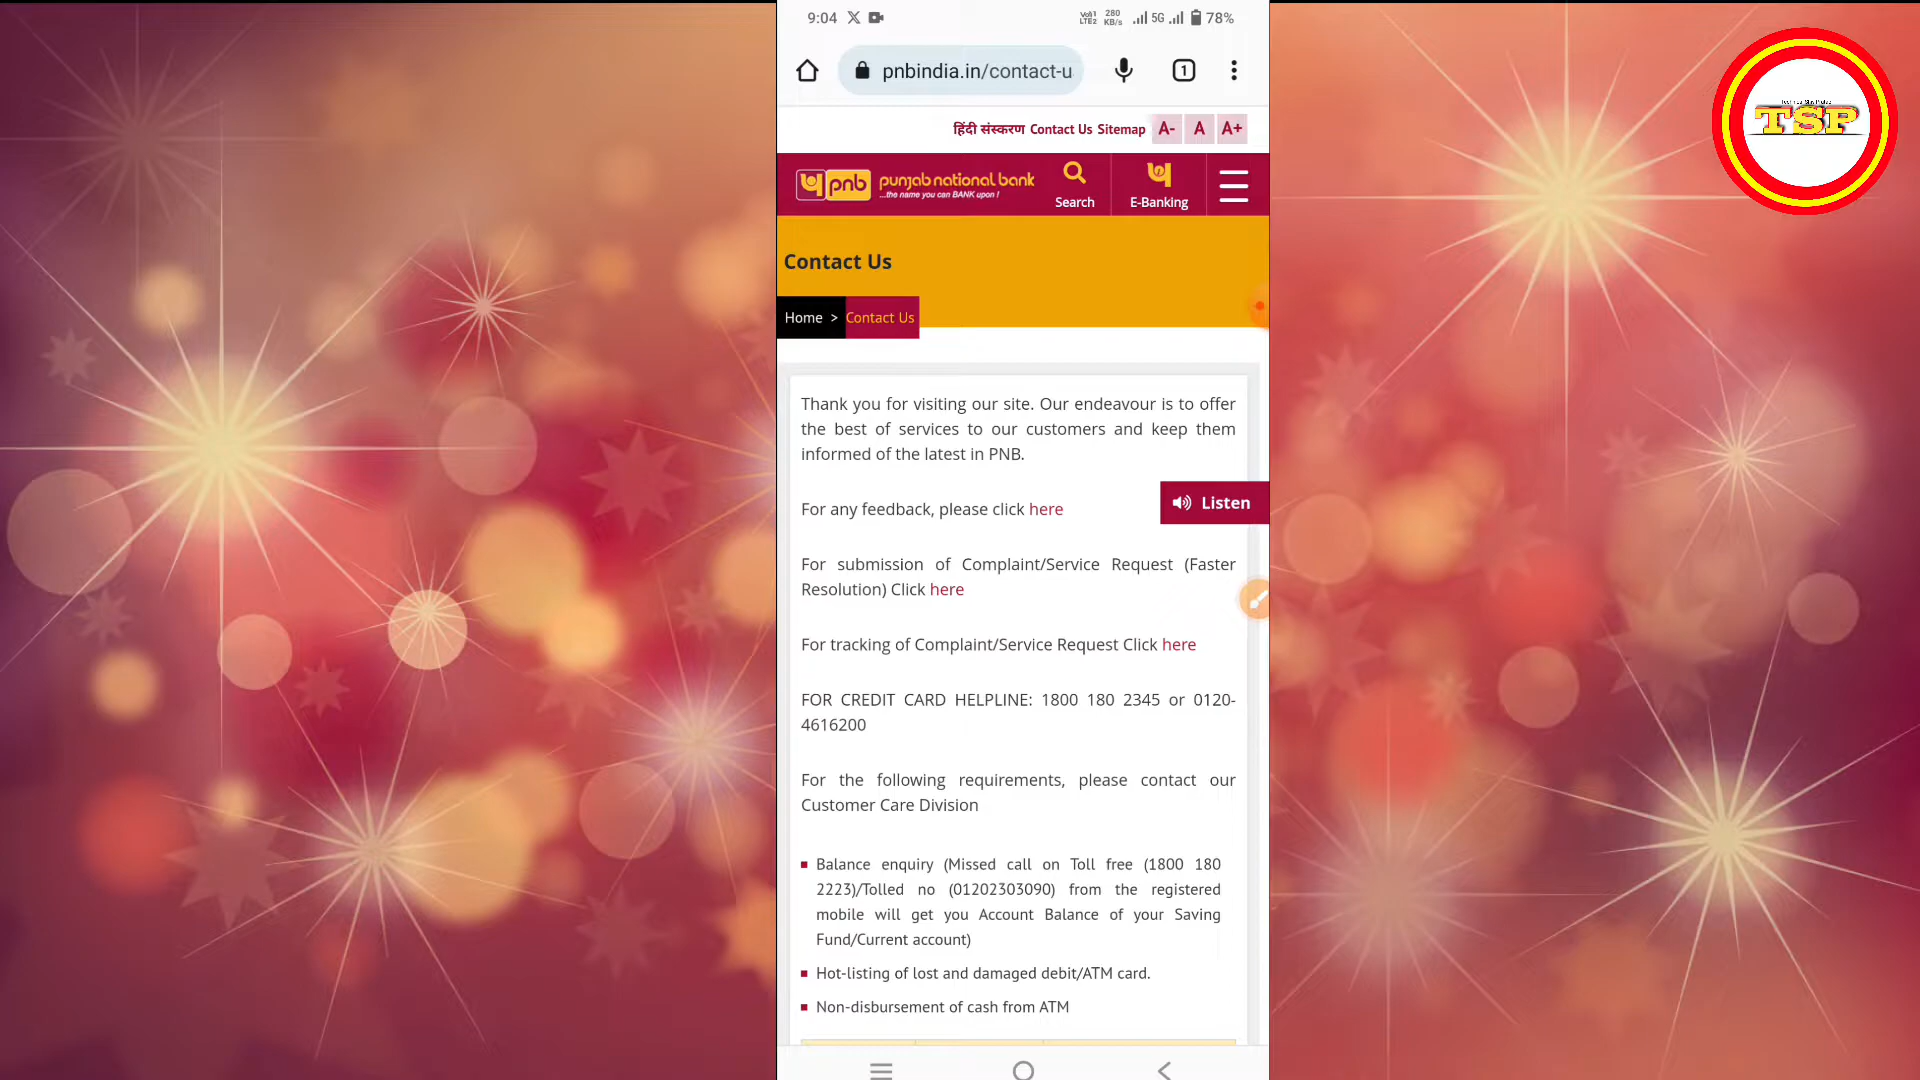 9:04
VoI1 LTE2 280 KB/s 5G 78%
pnbindia.in/contact-u
1
हिंदी संस्करण Contact Us Sitemap A- A A+
pnb punjab national bank
...the name you can BANK upon !
Search
E-Banking
TSP
Contact Us
Home > Contact Us
Thank you for visiting our site. Our endeavour is to offer
the best of services to our customers and keep them
informed of the latest in PNB.
For any feedback, please click here
Listen
For submission of Complaint/Service Request (Faster
Resolution) Click here
For tracking of Complaint/Service Request Click here
FOR CREDIT CARD HELPLINE: 1800 180 2345 or 0120-
4616200
For the following requirements, please contact our
Customer Care Division
Balance enquiry (Missed call on Toll free (1800 180
2223)/Tolled no (01202303090) from the registered
mobile will get you Account Balance of your Saving
Fund/Current account)
Hot-listing of lost and damaged debit/ATM card.
Non-disbursement of cash from ATM